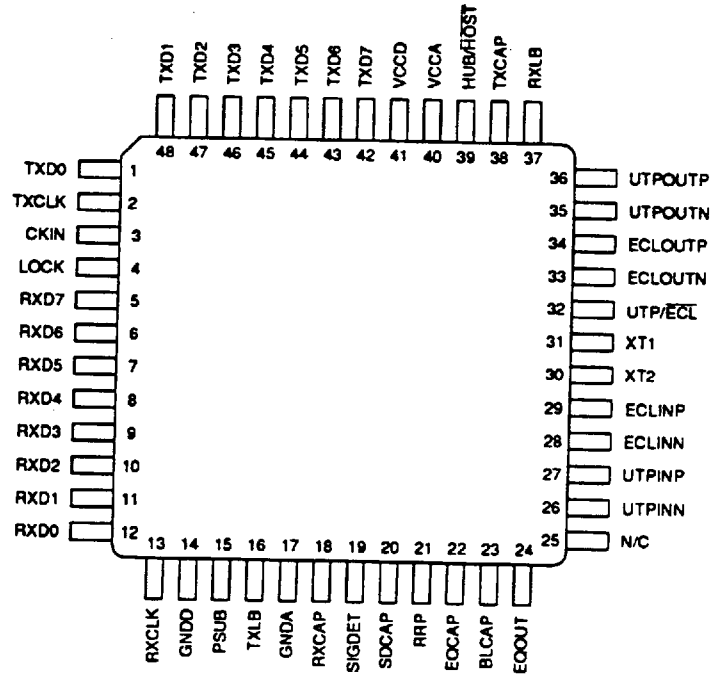 TXD1 TXD2 TXD3 TXD4 TXD5 TXD6 TXD7 VCCD VCCA HUB/HOST TXCAP RXLB
48 47 46 45 44 43 42 41 40 39 38 37
TXD0 1
TXCLK 2
CKIN 3
LOCK 4
RXD7 5
RXD6 6
RXD5 7
RXD4 8
RXD3 9
RXD2 10
RXD1 11
RXD0 12
36 UTPOUTP
35 UTPOUTN
34 ECLOUTP
33 ECLOUTN
32 UTP/ECL
31 XT1
30 XT2
29 ECLINP
28 ECLINN
27 UTPINP
26 UTPINN
25 N/C
13 14 15 16 17 18 19 20 21 22 23 24
RXCLK GNDD PSUB TXLB GNDA RXCAP SIGDET SDCAP RRP EQCAP BLCAP EQOUT